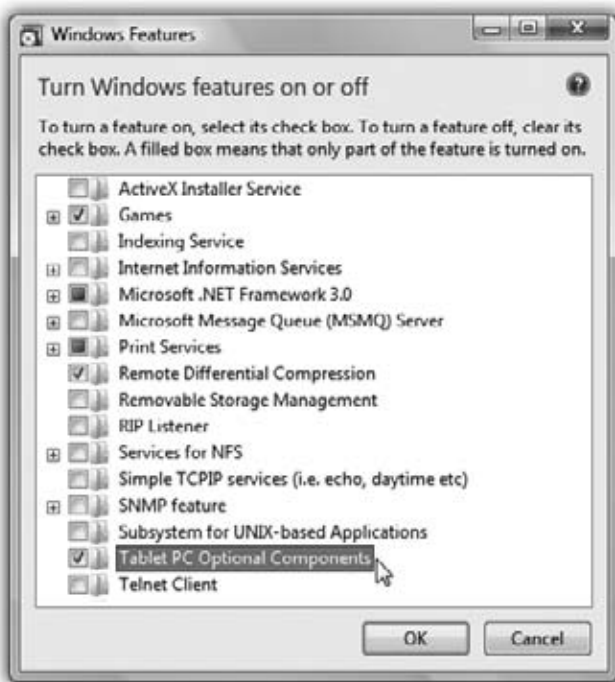 Windows Features
Turn Windows features on or off
To turn a feature on, select its check box. To turn a feature off, clear its
check box. A filled box means that only part of the feature is turned on.
ActiveX Installer Service
Games
Indexing Service
Internet Information Services
Microsoft .NET Framework 3.0
Microsoft Message Queue (MSMQ) Server
Print Services
Remote Differential Compression
Removable Storage Management
RIP Listener
Services for NFS
Simple TCPIP services (i.e. echo, daytime etc)
SNMP feature
Subsystem for UNIX-based Applications
Tablet PC Optional Components
Telnet Client
OK Cancel